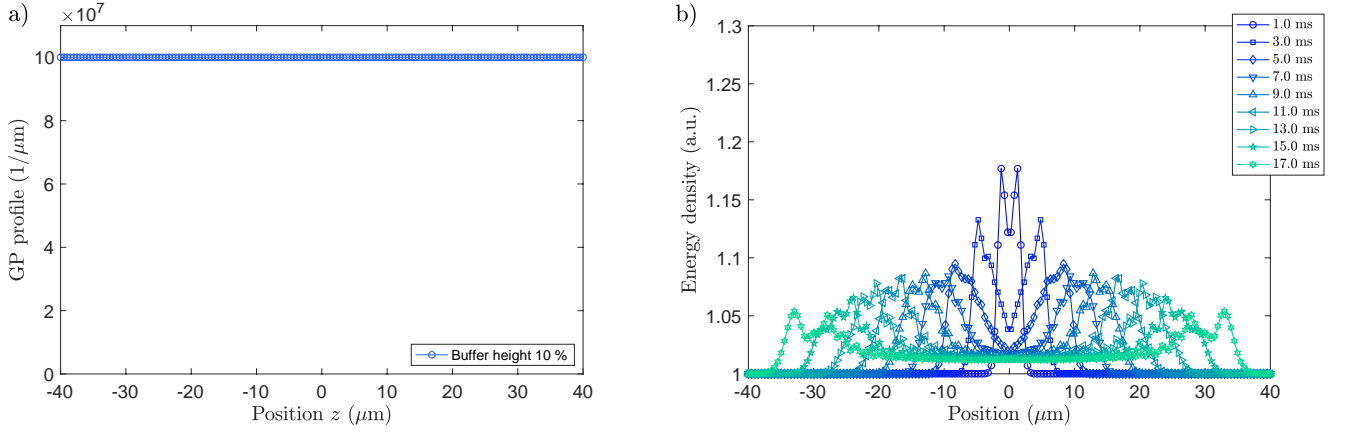 a)
×10⁷
10
8
6
4
2
0
-40 -30 -20 -10 0 10 20 30 40
GP profile (1/μm)
Position z (μm)
Buffer height 10 %
b)
1.3
1.25
1.2
1.15
1.1
1.05
1
-40 -30 -20 -10 0 10 20 30 40
Energy density (a.u.)
Position (μm)
1.0 ms
3.0 ms
5.0 ms
7.0 ms
9.0 ms
11.0 ms
13.0 ms
15.0 ms
17.0 ms